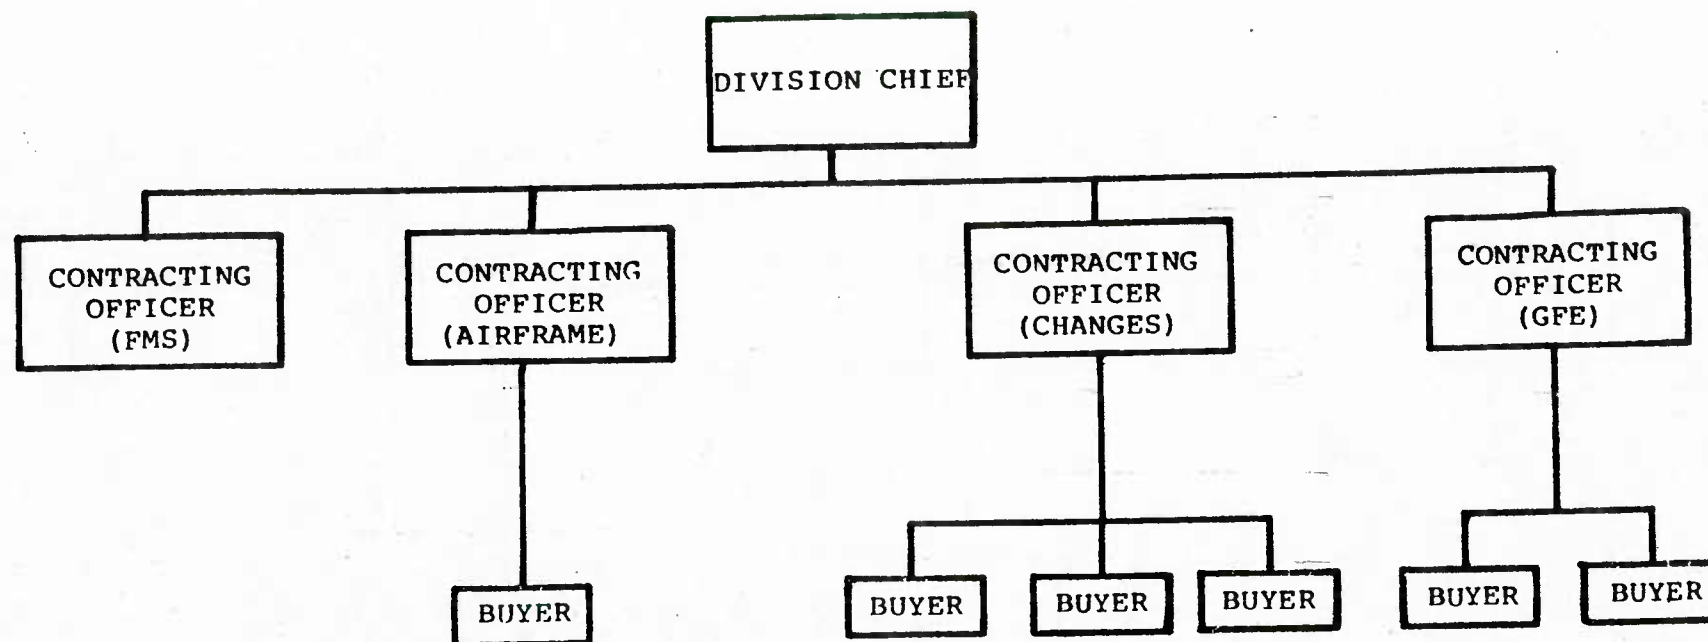 DIVISION CHIEF
CONTRACTING
OFFICER
(FMS)
CONTRACTING
OFFICER
(AIRFRAME)
CONTRACTING
OFFICER
(CHANGES)
CONTRACTING
OFFICER
(GFE)
BUYER
BUYER
BUYER
BUYER
BUYER
BUYER